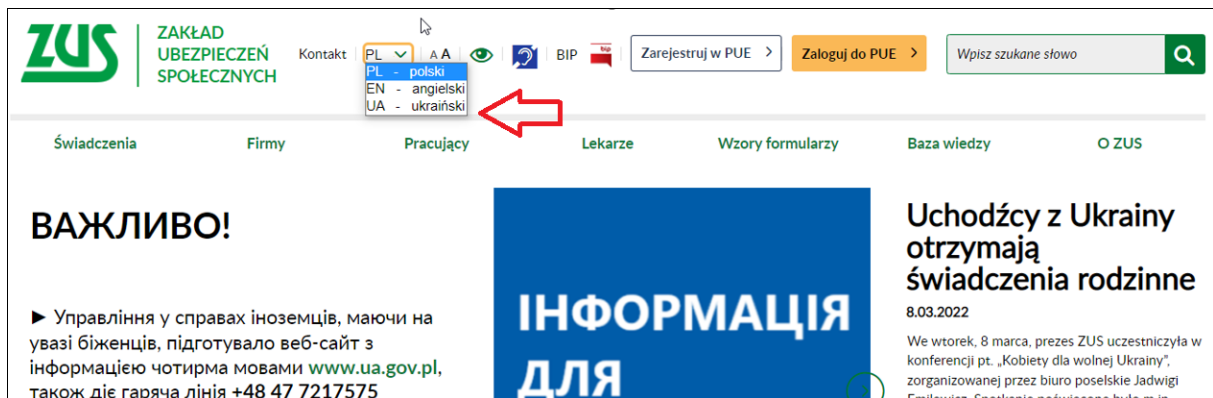 ZUS
ZAKŁAD
UBEZPIECZEŃ
SPOŁECZNYCH
Kontakt
PL
A A
BIP
bip
Zarejestruj w PUE >
Zaloguj do PUE >
Wpisz szukane słowo
PL - polski
EN - angielski
UA - ukraiński
Świadczenia
Firmy
Pracujący
Lekarze
Wzory formularzy
Baza wiedzy
O ZUS
ВАЖЛИВО!
► Управління у справах іноземців, маючи на
увазі біженців, підготувало веб-сайт з
інформацією чотирма мовами www.ua.gov.pl,
також діє гаряча лінія +48 47 7217575
ІНФОРМАЦІЯ
ДЛЯ
Uchodźcy z Ukrainy
otrzymają
świadczenia rodzinne
8.03.2022
We wtorek, 8 marca, prezes ZUS uczestniczyła w
konferencji pt. „Kobiety dla wolnej Ukrainy”,
zorganizowanej przez biuro poselskie Jadwigi